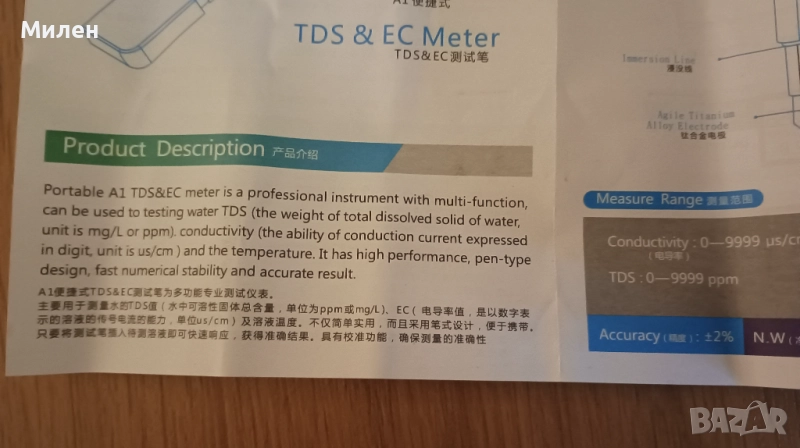 Милен
A1 便捷式
TDS & EC Meter
TDS&EC测试笔
Immersion Line
液没线
Agile Titanium
Alloy Electrode
钛合金电极
Product Description 产品介绍
Portable A1 TDS&EC meter is a professional instrument with multi-function,
can be used to testing water TDS (the weight of total dissolved solid of water,
unit is mg/L or ppm). conductivity (the ability of conduction current expressed
in digit, unit is us/cm ) and the temperature. It has high performance, pen-type
design, fast numerical stability and accurate result.
A1便捷式TDS&EC测试笔为多功能专业测试仪表。
主要用于测量水的TDS值（水中可溶性固体总含量，单位为ppm或mg/L)、EC（ 电导率值，是以数字表
示的溶液的传号电流的能力，单位us/cm）及溶液温度。不仅简单实用，而且采用笔式设计，便于携带。
只要将测试笔插入待测溶液即可快速响应，获得准确结果。具有校准功能，确保测量的准确性
Measure Range 测量范围
Conductivity : 0—9999 μs/c
（电导率）
TDS : 0—9999 ppm
Accuracy（精度）: ±2%
N.W
BAZAR